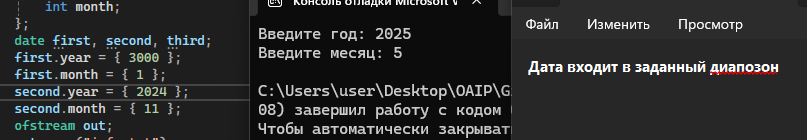 int month;
};
date first, second, third;
first.year = { 3000 };
first.month = { 1 };
second.year = { 2024 };
second.month = { 11 };
ofstream out;
Консоль отладки Microsoft
Введите год: 2025
Введите месяц: 5
C:\Users\user\Desktop\OAIP\G
08) завершил работу с кодом
Чтобы автоматически закрыват
Файл Изменить Просмотр
Дата входит в заданный диапозон